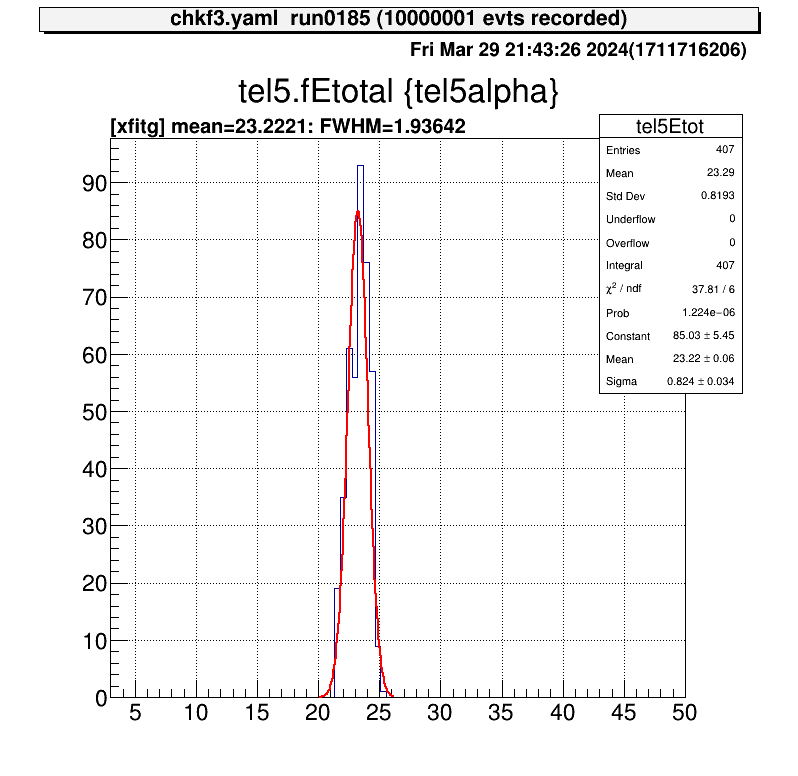 chkf3.yaml run0185 (10000001 evts recorded)
Fri Mar 29 21:43:26 2024(1711716206)
tel5.fEtotal {tel5alpha}
[xfitg] mean=23.2221: FWHM=1.93642
tel5Etot
Entries 407
Mean 23.29
Std Dev 0.8193
Underflow 0
Overflow 0
Integral 407
χ² / ndf 37.81 / 6
Prob 1.224e−06
Constant 85.03 ± 5.45
Mean 23.22 ± 0.06
Sigma 0.824 ± 0.034
90
80
70
60
50
40
30
20
10
0
5 10 15 20 25 30 35 40 45 50